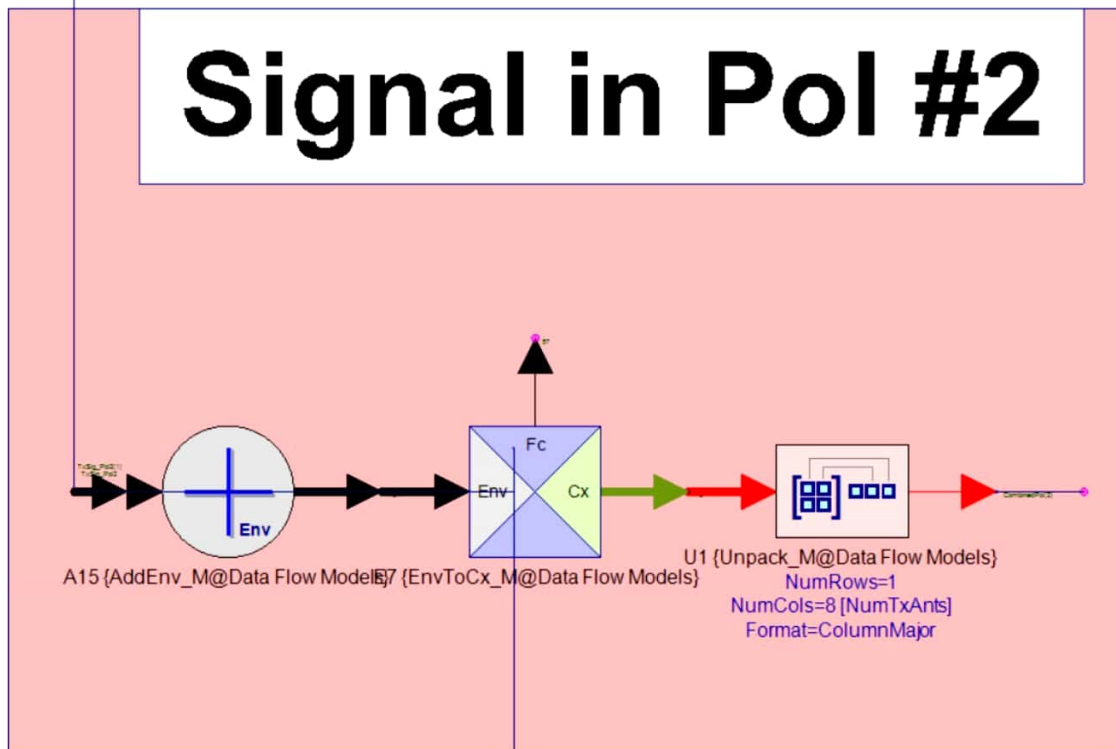 Signal in Pol #2
Fc
Env
Cx
Env
A15 {AddEnv_M@Data Flow Models}
E7 {EnvToCx_M@Data Flow Models}
U1 {Unpack_M@Data Flow Models}
NumRows=1
NumCols=8 [NumTxAnts]
Format=ColumnMajor